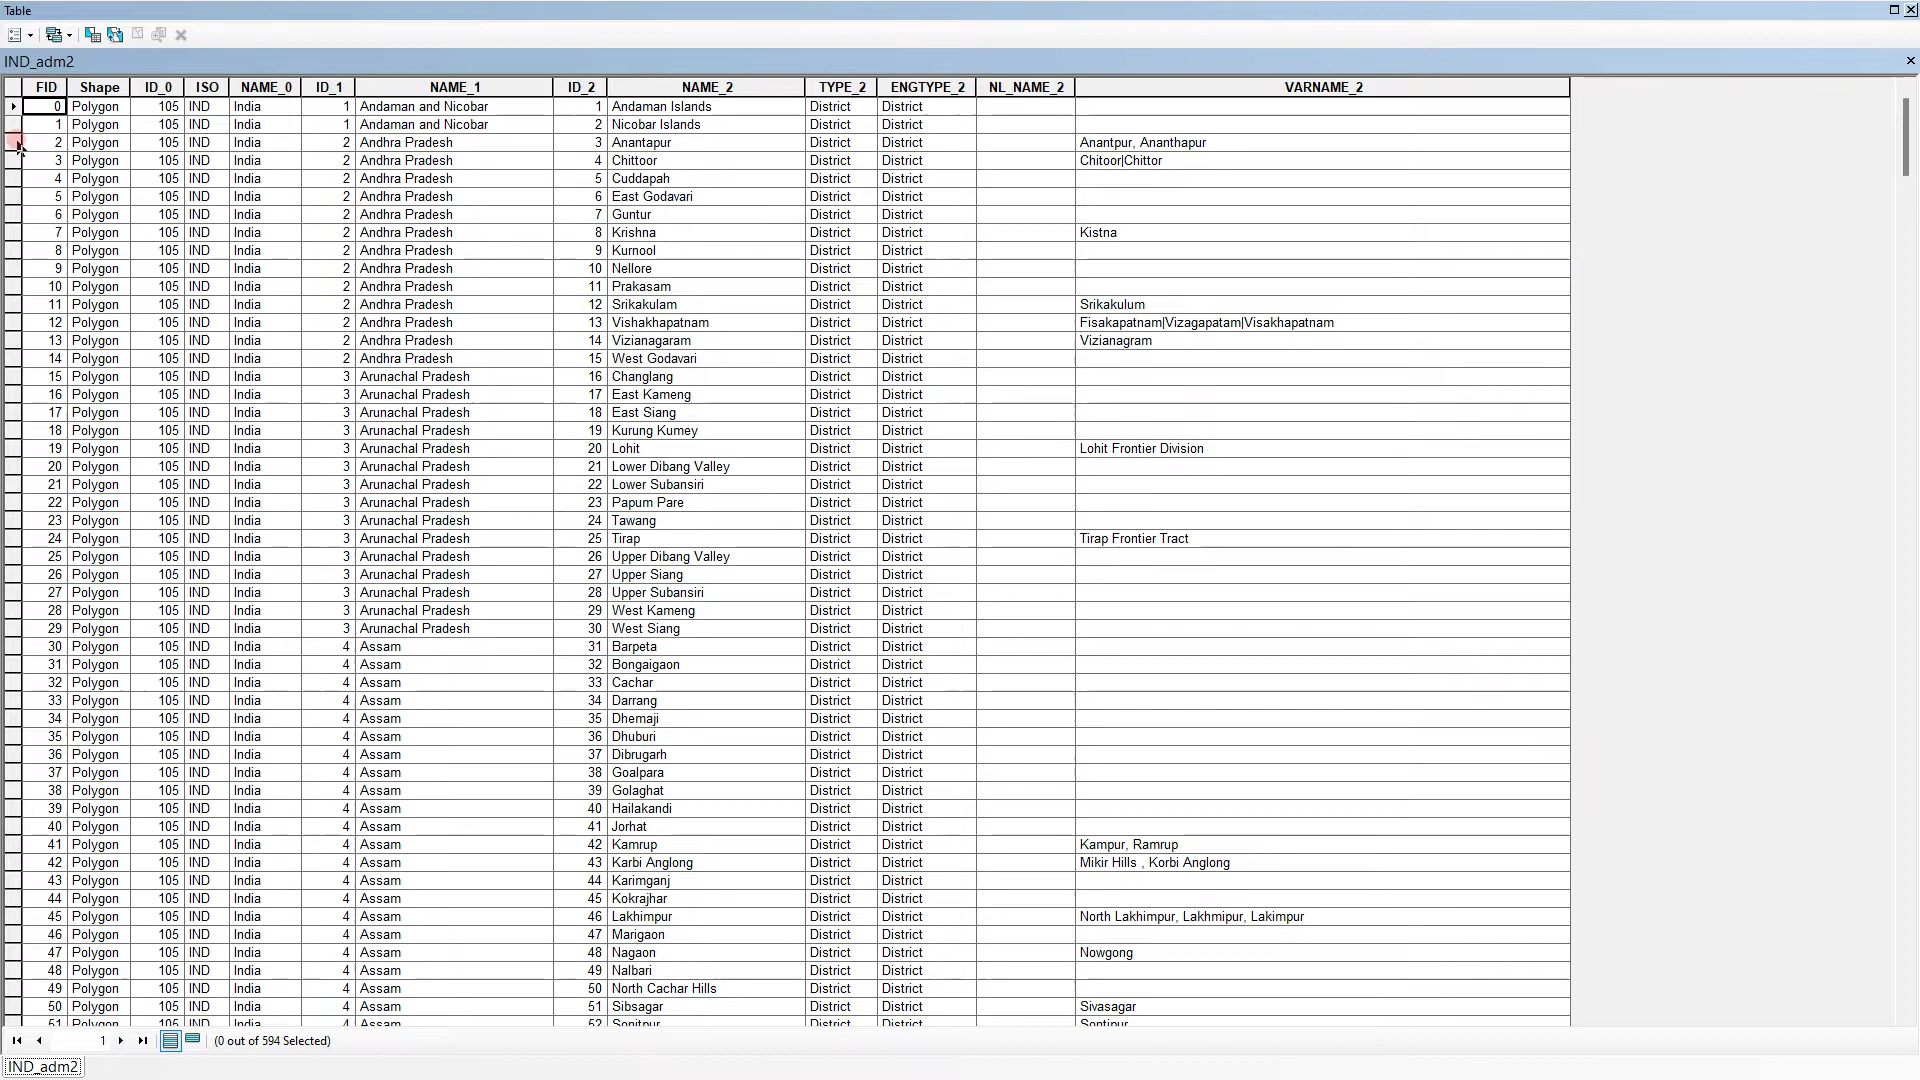 Table
IND_adm2
FID Shape ID_0 ISO NAME_0 ID_1 NAME_1 ID_2 NAME_2 TYPE_2 ENGTYPE_2 NL_NAME_2 VARNAME_2
0 Polygon 105 IND India 1 Andaman and Nicobar 1 Andaman Islands District District
1 Polygon 105 IND India 1 Andaman and Nicobar 2 Nicobar Islands District District
2 Polygon 105 IND India 2 Andhra Pradesh 3 Anantapur District District Anantpur, Ananthapur
3 Polygon 105 IND India 2 Andhra Pradesh 4 Chittoor District District Chitoor|Chittor
4 Polygon 105 IND India 2 Andhra Pradesh 5 Cuddapah District District
5 Polygon 105 IND India 2 Andhra Pradesh 6 East Godavari District District
6 Polygon 105 IND India 2 Andhra Pradesh 7 Guntur District District
7 Polygon 105 IND India 2 Andhra Pradesh 8 Krishna District District Kistna
8 Polygon 105 IND India 2 Andhra Pradesh 9 Kurnool District District
9 Polygon 105 IND India 2 Andhra Pradesh 10 Nellore District District
10 Polygon 105 IND India 2 Andhra Pradesh 11 Prakasam District District
11 Polygon 105 IND India 2 Andhra Pradesh 12 Srikakulam District District Srikakulum
12 Polygon 105 IND India 2 Andhra Pradesh 13 Vishakhapatnam District District Fisakapatnam|Vizagapatam|Visakhapatnam
13 Polygon 105 IND India 2 Andhra Pradesh 14 Vizianagaram District District Vizianagram
14 Polygon 105 IND India 2 Andhra Pradesh 15 West Godavari District District
15 Polygon 105 IND India 3 Arunachal Pradesh 16 Changlang District District
16 Polygon 105 IND India 3 Arunachal Pradesh 17 East Kameng District District
17 Polygon 105 IND India 3 Arunachal Pradesh 18 East Siang District District
18 Polygon 105 IND India 3 Arunachal Pradesh 19 Kurung Kumey District District
19 Polygon 105 IND India 3 Arunachal Pradesh 20 Lohit District District Lohit Frontier Division
20 Polygon 105 IND India 3 Arunachal Pradesh 21 Lower Dibang Valley District District
21 Polygon 105 IND India 3 Arunachal Pradesh 22 Lower Subansiri District District
22 Polygon 105 IND India 3 Arunachal Pradesh 23 Papum Pare District District
23 Polygon 105 IND India 3 Arunachal Pradesh 24 Tawang District District
24 Polygon 105 IND India 3 Arunachal Pradesh 25 Tirap District District Tirap Frontier Tract
25 Polygon 105 IND India 3 Arunachal Pradesh 26 Upper Dibang Valley District District
26 Polygon 105 IND India 3 Arunachal Pradesh 27 Upper Siang District District
27 Polygon 105 IND India 3 Arunachal Pradesh 28 Upper Subansiri District District
28 Polygon 105 IND India 3 Arunachal Pradesh 29 West Kameng District District
29 Polygon 105 IND India 3 Arunachal Pradesh 30 West Siang District District
30 Polygon 105 IND India 4 Assam 31 Barpeta District District
31 Polygon 105 IND India 4 Assam 32 Bongaigaon District District
32 Polygon 105 IND India 4 Assam 33 Cachar District District
33 Polygon 105 IND India 4 Assam 34 Darrang District District
34 Polygon 105 IND India 4 Assam 35 Dhemaji District District
35 Polygon 105 IND India 4 Assam 36 Dhuburi District District
36 Polygon 105 IND India 4 Assam 37 Dibrugarh District District
37 Polygon 105 IND India 4 Assam 38 Goalpara District District
38 Polygon 105 IND India 4 Assam 39 Golaghat District District
39 Polygon 105 IND India 4 Assam 40 Hailakandi District District
40 Polygon 105 IND India 4 Assam 41 Jorhat District District
41 Polygon 105 IND India 4 Assam 42 Kamrup District District Kampur, Ramrup
42 Polygon 105 IND India 4 Assam 43 Karbi Anglong District District Mikir Hills , Korbi Anglong
43 Polygon 105 IND India 4 Assam 44 Karimganj District District
44 Polygon 105 IND India 4 Assam 45 Kokrajhar District District
45 Polygon 105 IND India 4 Assam 46 Lakhimpur District District North Lakhimpur, Lakhmipur, Lakimpur
46 Polygon 105 IND India 4 Assam 47 Marigaon District District
47 Polygon 105 IND India 4 Assam 48 Nagaon District District Nowgong
48 Polygon 105 IND India 4 Assam 49 Nalbari District District
49 Polygon 105 IND India 4 Assam 50 North Cachar Hills District District
50 Polygon 105 IND India 4 Assam 51 Sibsagar District District Sivasagar
51 Polygon 105 IND India 4 Assam 52 Sonitpur District District Sontipur
1 (0 out of 594 Selected)
IND_adm2